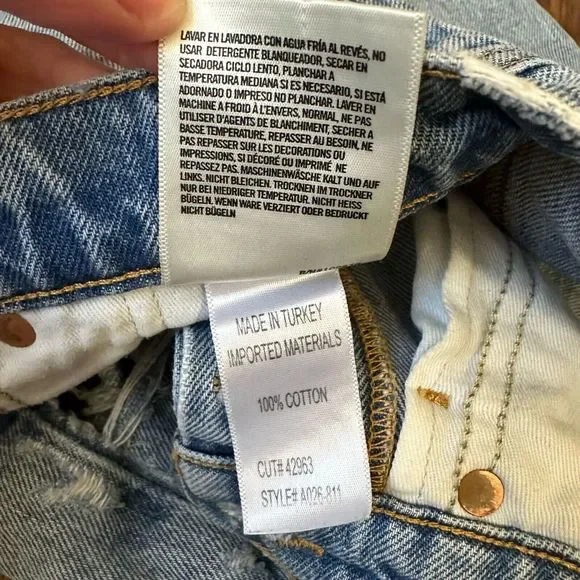 LAVAR EN LAVADORA CON AGUA FRÍA AL REVÉS, NO
USAR DETERGENTE BLANQUEADOR, SECAR EN
SECADORA CICLO LENTO, PLANCHAR A
TEMPERATURA MEDIANA SI ES NECESARIO, SI ESTÁ
ADORNADO O IMPRESO NO PLANCHAR. LAVER EN
MACHINE A FROID À L'ENVERS, NORMAL, NE PAS
UTILISER D'AGENTS DE BLANCHIMENT, SECHER A
BASSE TEMPERATURE, REPASSER AU BESOIN, NE
PAS REPASSER SUR LES DECORATIONS OU
IMPRESSIONS, SI DÉCORÉ OU IMPRIMÉ NE
REPASSEZ PAS. MASCHINENWÄSCHE KALT UND AUF
LINKS. NICHT BLEICHEN. TROCKNEN IM TROCKNER
NUR BEI NIEDRIGER TEMPERATUR. NICHT HEISS
BÜGELN. WENN WARE VERZIERT ODER BEDRUCKT
NICHT BÜGELN
MADE IN TURKEY
IMPORTED MATERIALS
100% COTTON
CUT# 42963
STYLE# A026-811